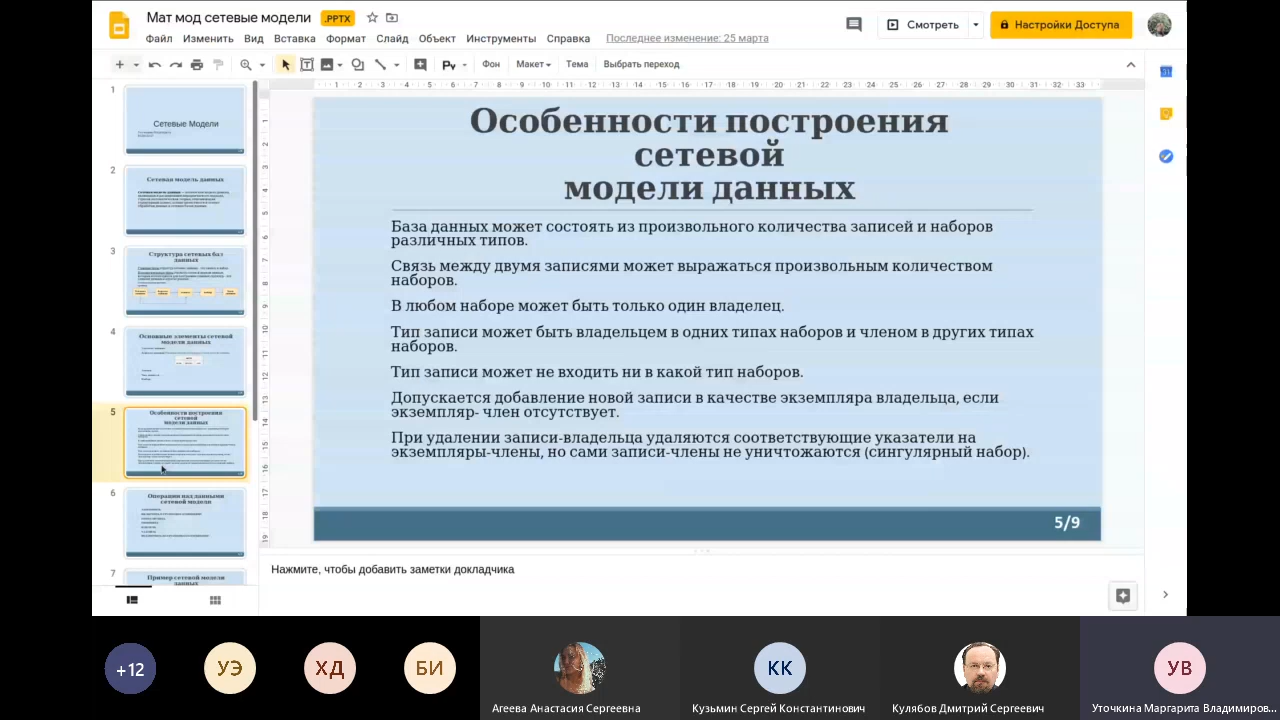 Мат мод сетевые модели .PPTX
Смотреть
Настройки Доступа
Файл Изменить Вид Вставка Формат Слайд Объект Инструменты Справка Последнее изменение: 25 марта
Фон Макет Тема Выбрать переход
1
Сетевые Модели
2
Сетевая модель данных
3
Структура сетевых баз
данных
4
Основные элементы сетевой
модели данных
5
Особенности построения
сетевой
модели данных
6
Операции над данными
сетевой модели
7
Пример сетевой модели
данных
Особенности построения
сетевой
модели данных
База данных может состоять из произвольного количества записей и наборов
различных типов.
Связь между двумя записями может выражаться произвольным количеством
наборов.
В любом наборе может быть только один владелец.
Тип записи может быть владельцем в одних типах наборов и членом в других типах
наборов.
Тип записи может не входить ни в какой тип наборов.
Допускается добавление новой записи в качестве экземпляра владельца, если
экземпляр- член отсутствует.
При удалении записи-владельца удаляются соответствующие указатели на
экземпляры-члены, но сами записи-члены не уничтожаются (сингулярный набор).
5/9
Нажмите, чтобы добавить заметки докладчика
+12
УЭ
ХД
БИ
КК
УВ
Агеева Анастасия Сергеевна
Кузьмин Сергей Константинович
Кулябов Дмитрий Сергеевич
Уточкина Маргарита Владимиров...